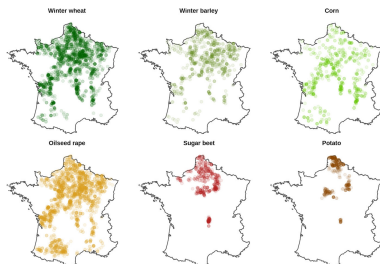 Winter wheat
Winter barley
Corn
Oilseed rape
Sugar beet
Potato